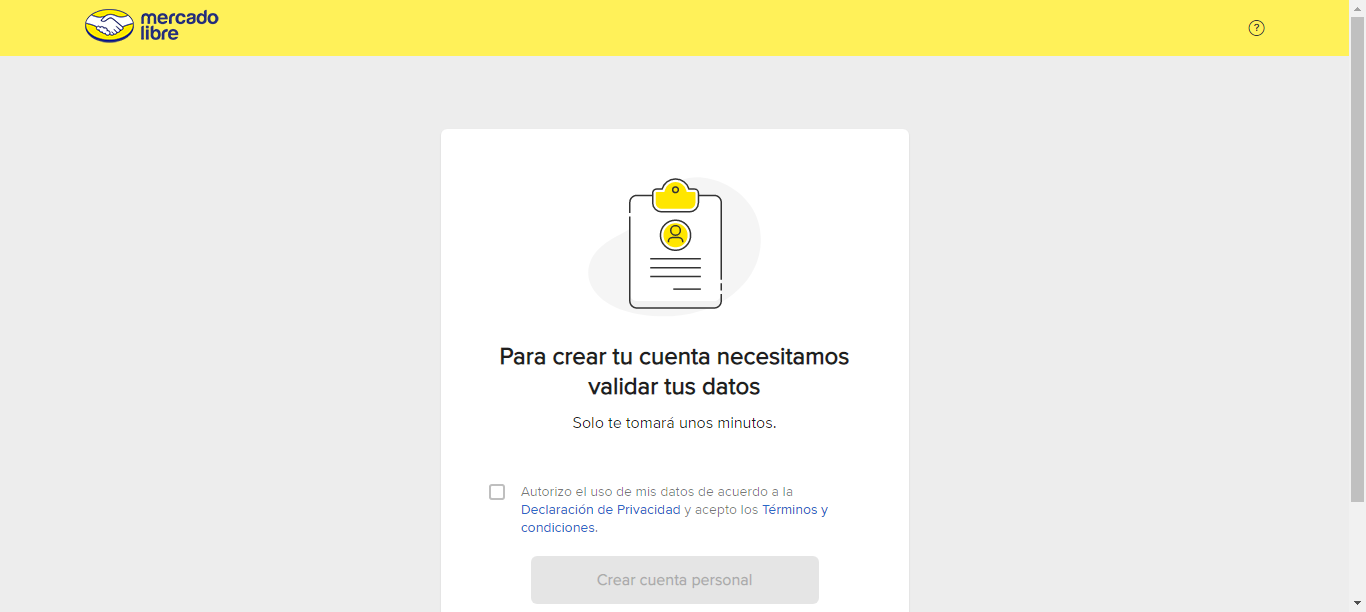 mercado
libre
?
Para crear tu cuenta necesitamos
validar tus datos
Solo te tomará unos minutos.
Autorizo el uso de mis datos de acuerdo a la
Declaración de Privacidad y acepto los Términos y
condiciones.
Crear cuenta personal